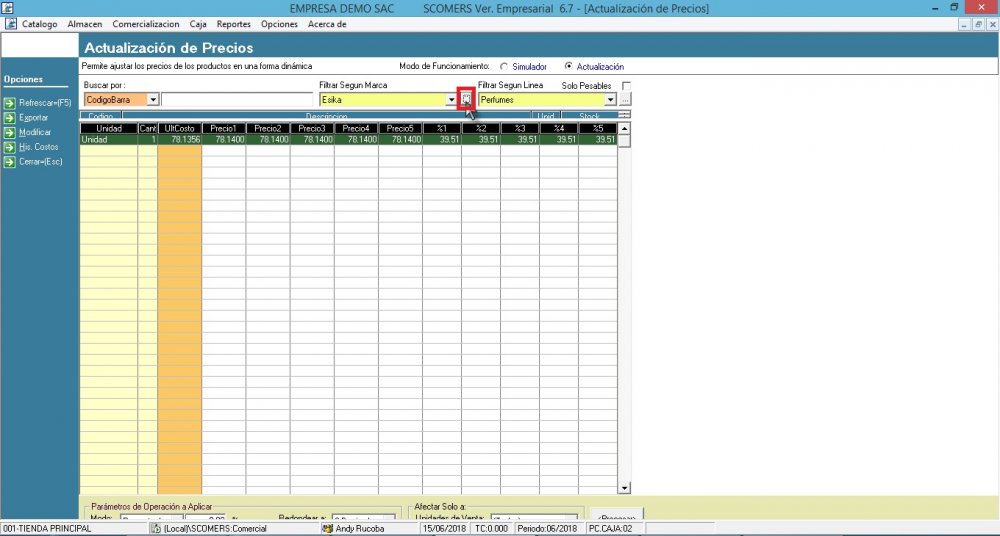 EMPRESA DEMO SAC SCOMERS Ver. Empresarial 6.7 - [Actualización de Precios]
Catalogo Almacen Comercializacion Caja Reportes Opciones Acerca de
Actualización de Precios
Permite ajustar los precios de los productos en una forma dinámica Modo de Funcionamiento: Simulador Actualización
Opciones
Refrescar=(F5)
Exportar
Modificar
His. Costos
Cerrar=(Esc)
Buscar por : Filtrar Segun Marca Filtrar Segun Linea Solo Pesables
CodigoBarra Esika Perfumes ...
Codigo Descripcion Unid Stock
Unidad Cant UltCosto Precio1 Precio2 Precio3 Precio4 Precio5 %1 %2 %3 %4 %5
Unidad 1 78.1356 78.1400 78.1400 78.1400 78.1400 78.1400 39.51 39.51 39.51 39.51 39.51
Parámetros de Operación a Aplicar Afectar Solo a:
Modo: 0.00 % Redondear a: Unidades de Venta: <Procesar>
001-TIENDA PRINCIPAL (Local)\SCOMERS:Comercial Andy Rucoba 15/06/2018 TC:0.000 Periodo:06/2018 PC.CAJA:02